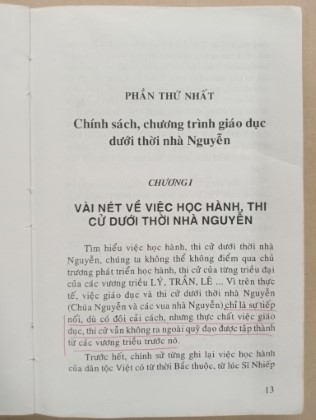 PHẦN THỨ NHẤT
Chính sách, chương trình giáo dục
dưới thời nhà Nguyễn
CHƯƠNG I
VÀI NÉT VỀ VIỆC HỌC HÀNH, THI
CỬ DƯỚI THỜI NHÀ NGUYỄN
Tìm hiểu việc học hành, thi cử dưới thời nhà
Nguyễn, chúng ta không thể không điểm qua chủ
trương phát triển học hành, thi cử của từng triều đại
của các vương triều LÝ, TRẦN, LÊ ... Vì trên thực
tế, việc giáo dục và thi cử dưới thời nhà Nguyễn
(Chúa Nguyễn và các vua nhà Nguyễn) chỉ là sự tiếp
nối, dù có đôi cải cách, nhưng thực chất việc giáo
dục, thi cử vẫn không ra ngoài quỹ đạo được tập thành
từ các vương triều trước nó.
Trước hết, chính sử từng ghi lại việc học hành
của dân tộc Việt có từ thời Bắc thuộc, từ lúc Sĩ Nhiếp
13